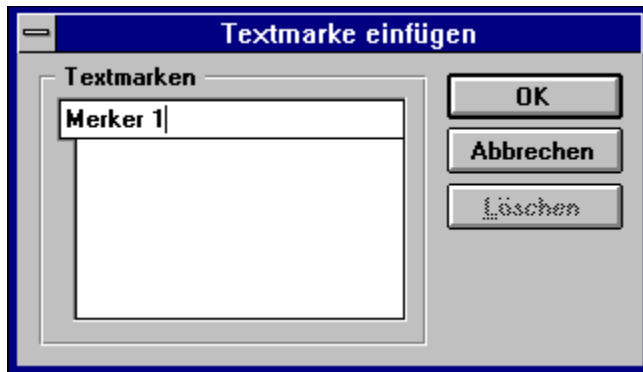 Textmarke einfügen
Textmarken
Merker 1
OK
Abbrechen
Löschen